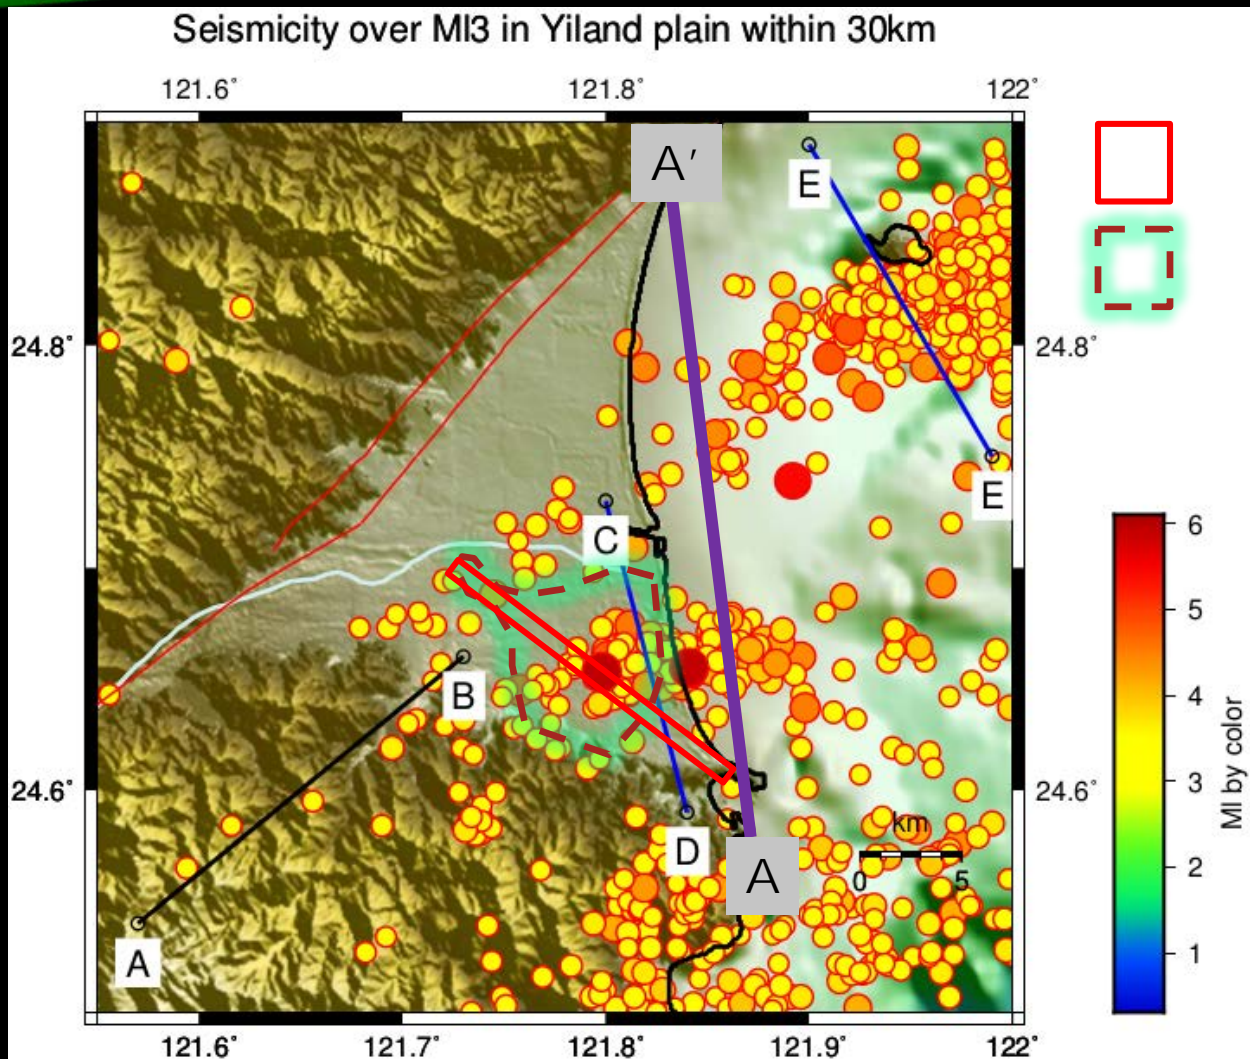 Seismicity over Ml3 in Yiland plain within 30km
121.6° 121.8° 122°
A′
E
24.8° 24.8°
E
C
B
6
5
4
3
2
1
Ml by color
24.6° 24.6°
km
0 5
D
A
A
121.6° 121.7° 121.8° 121.9° 122°